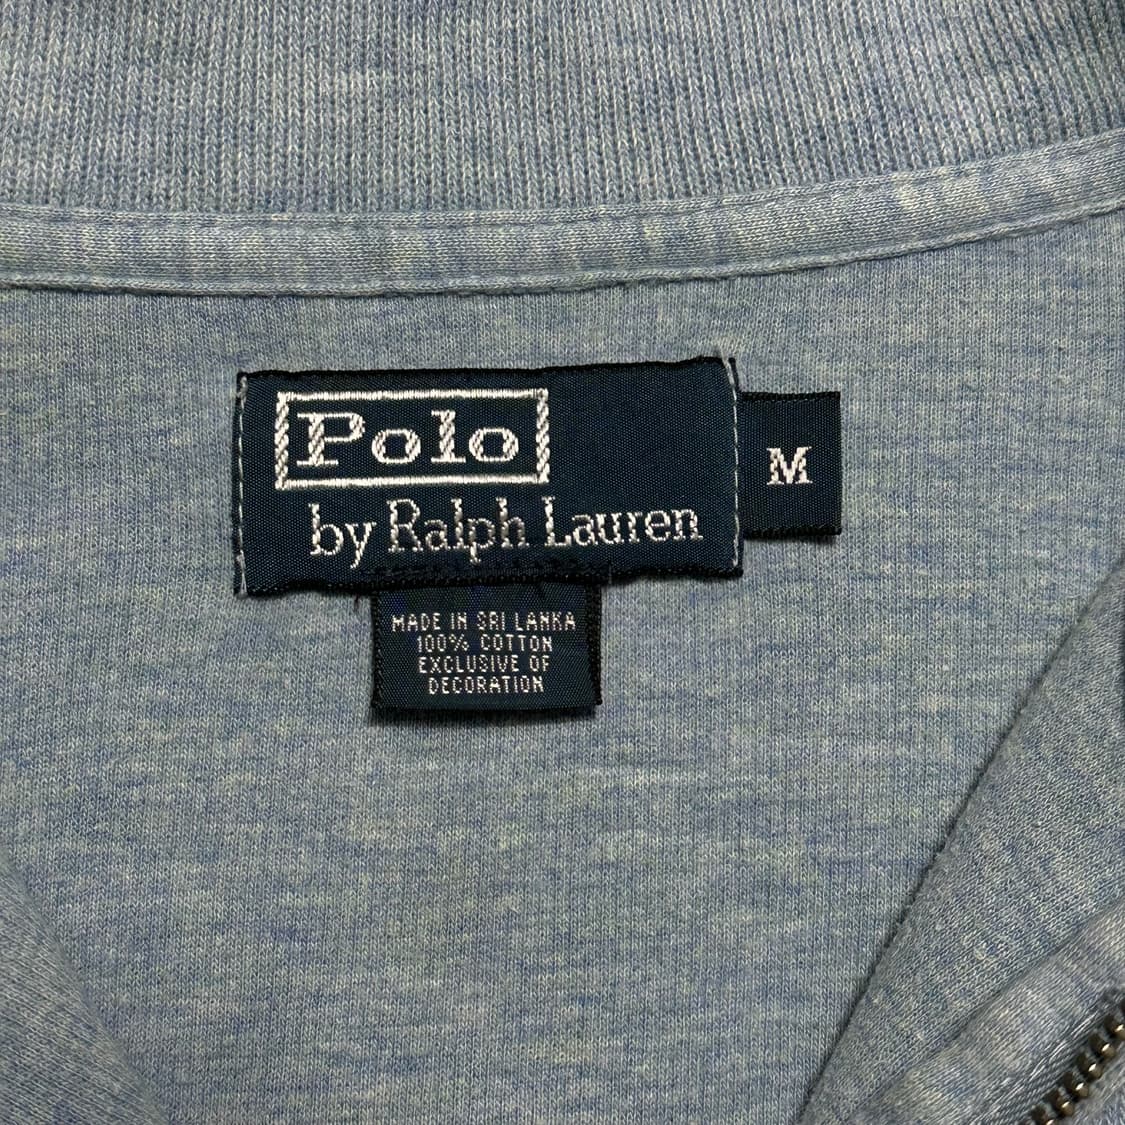 Polo
by Ralph Lauren
M
MADE IN SRI LANKA
100% COTTON
EXCLUSIVE OF
DECORATION